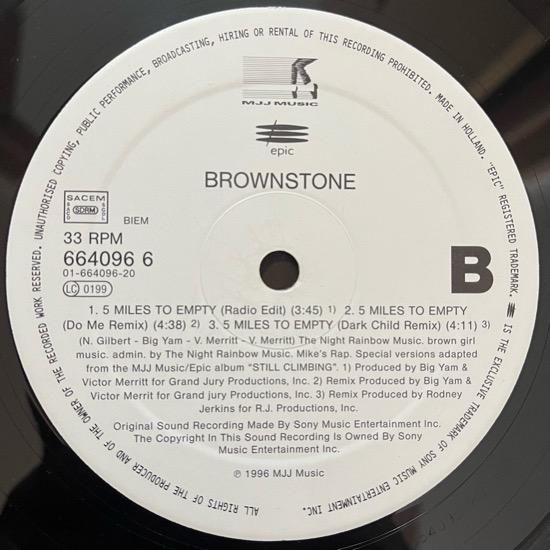 UNAUTHORISED COPYING, PUBLIC PERFORMANCE, BROADCASTING, HIRING OR RENTAL OF THIS RECORDING PROHIBITED. MADE IN HOLLAND. "EPIC" REGISTERED TRADEMARK. IS THE EXCLUSIVE TRADEMARK OF SONY MUSIC ENTERTAINMENT INC.
ALL RIGHTS OF THE PRODUCER AND OF THE OWNER OF THE RECORDED WORK RESERVED.
MJJ MUSIC
epic
BROWNSTONE
SACEM
SACD SDRM SCGL
BIEM
33 RPM
664096 6
01-664096-20
LC 0199
B
1. 5 MILES TO EMPTY (Radio Edit) (3:45) 1) 2. 5 MILES TO EMPTY
(Do Me Remix) (4:38) 2) 3. 5 MILES TO EMPTY (Dark Child Remix) (4:11) 3)
(N. Gilbert - Big Yam - V. Merritt - V. Merritt) The Night Rainbow Music. brown girl
music. admin. by The Night Rainbow Music. Mike's Rap. Special versions adapted
from the MJJ Music/Epic album "STILL CLIMBING". 1) Produced by Big Yam &
Victor Merritt for Grand Jury Productions, Inc. 2) Remix Produced by Big Yam &
Victor Merrit for Grand jury Productions, Inc. 3) Remix Produced by Rodney
Jerkins for R.J. Productions, Inc.
Original Sound Recording Made By Sony Music Entertainment Inc.
The Copyright In This Sound Recording Is Owned By Sony
Music Entertainment Inc.
℗ 1996 MJJ Music